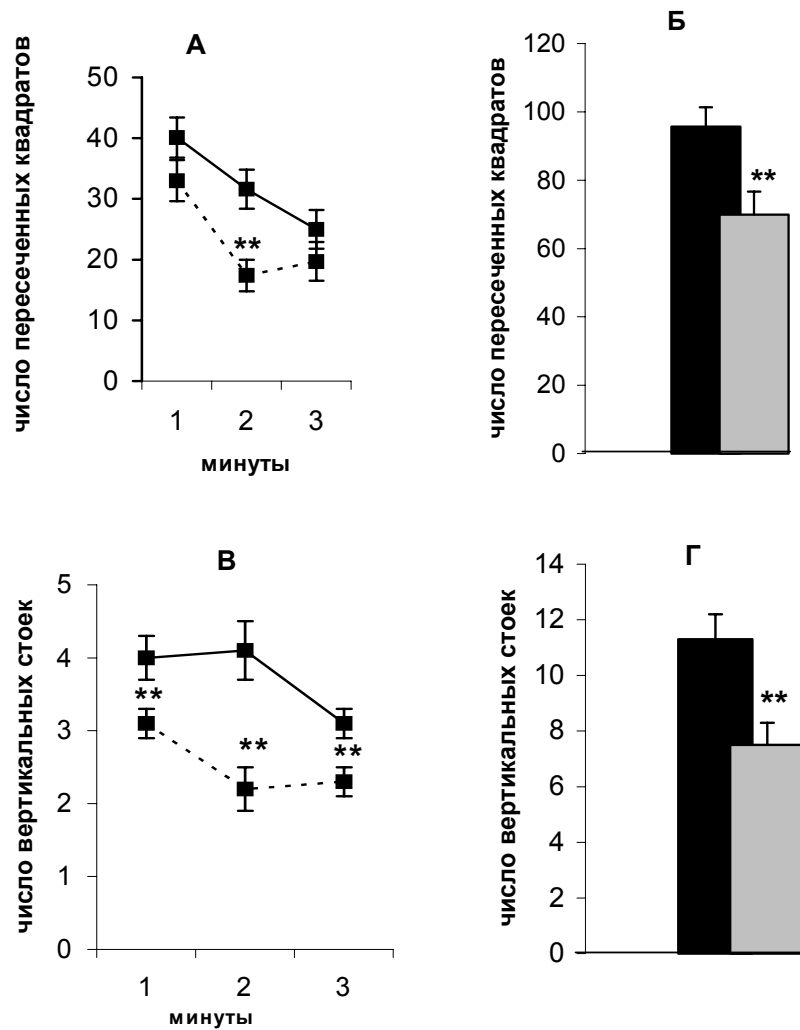 А
число пересеченных квадратов
50
40
30
20
10
0
**
1 2 3
минуты
Б
число пересеченных квадратов
120
100
80
60
40
20
0
**
В
число вертикальных стоек
5
4
3
2
1
0
**
**
**
1 2 3
минуты
Г
число вертикальных стоек
14
12
10
8
6
4
2
0
**